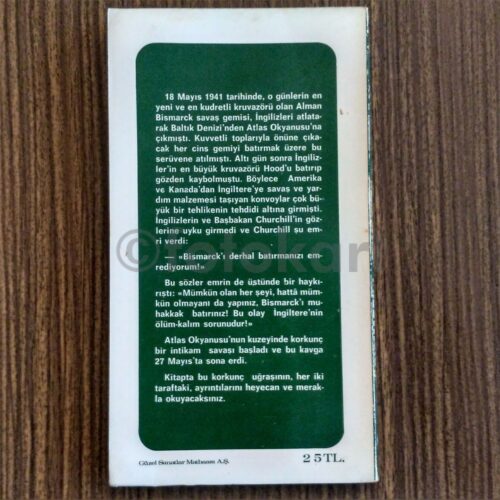 18 Mayıs 1941 tarihinde, o günlerin en
yeni ve en kudretli kruvazörü olan Alman
Bismarck savaş gemisi, İngilizleri atlata-
rak Baltık Denizi'nden Atlas Okyanusu'na
çıkmıştı. Kuvvetli toplarıyla önüne çıka-
cak her cins gemiyi batırmak üzere bu
serüvene atılmıştı. Altı gün sonra İngiliz-
ler'in en büyük kruvazörü Hood'u batırıp
gözden kaybolmuştu. Böylece Amerika
ve Kanada'dan İngiltere'ye savaş ve yar-
dım malzemesi taşıyan konvoylar çok bü-
yük bir tehlikenin tehdidi altına girmişti.
İngilizlerin ve Başbakan Churchill'in göz-
lerine uyku girmedi ve Churchill şu em-
ri verdi:
— «Bismarck'ı derhal batırmanızı em-
rediyorum!»
Bu sözler emrin de üstünde bir haykı-
rıştı: «Mümkün olan her şeyi, hattâ müm-
kün olmayanı da yapınız, Bismarck'ı mu-
hakkak batırınız! Bu olay İngiltere'nin
ölüm-kalım sorunudur!»
Atlas Okyanusu'nun kuzeyinde korkunç
bir intikam savası başladı ve bu kavga
27 Mayıs'ta sona erdi.
Kitapta bu korkunç uğraşının, her iki
taraftaki, ayrıntılarını heyecan ve merak-
la okuyacaksınız.
Güzel Sanatlar Matbaası A.Ş.
25TL.
©fotokart